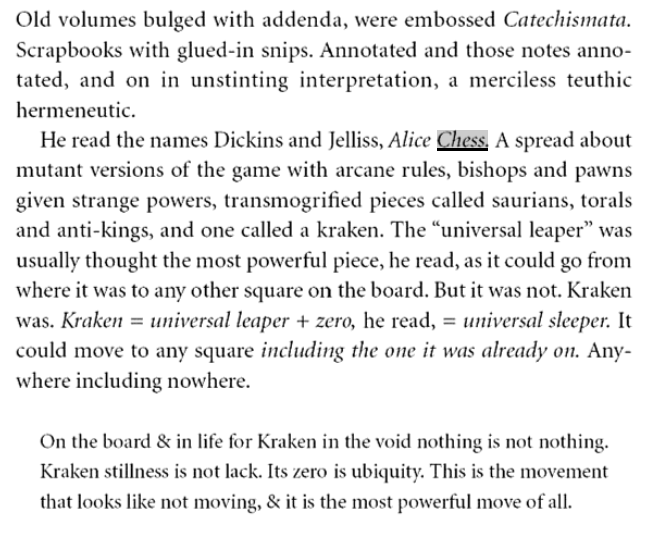 Old volumes bulged with addenda, were embossed Catechismata.
Scrapbooks with glued-in snips. Annotated and those notes anno-
tated, and on in unstinting interpretation, a merciless teuthic
hermeneutic.
He read the names Dickins and Jelliss, Alice Chess. A spread about
mutant versions of the game with arcane rules, bishops and pawns
given strange powers, transmogrified pieces called saurians, torals
and anti-kings, and one called a kraken. The “universal leaper” was
usually thought the most powerful piece, he read, as it could go from
where it was to any other square on the board. But it was not. Kraken
was. Kraken = universal leaper + zero, he read, = universal sleeper. It
could move to any square including the one it was already on. Any-
where including nowhere.
On the board & in life for Kraken in the void nothing is not nothing.
Kraken stillness is not lack. Its zero is ubiquity. This is the movement
that looks like not moving, & it is the most powerful move of all.